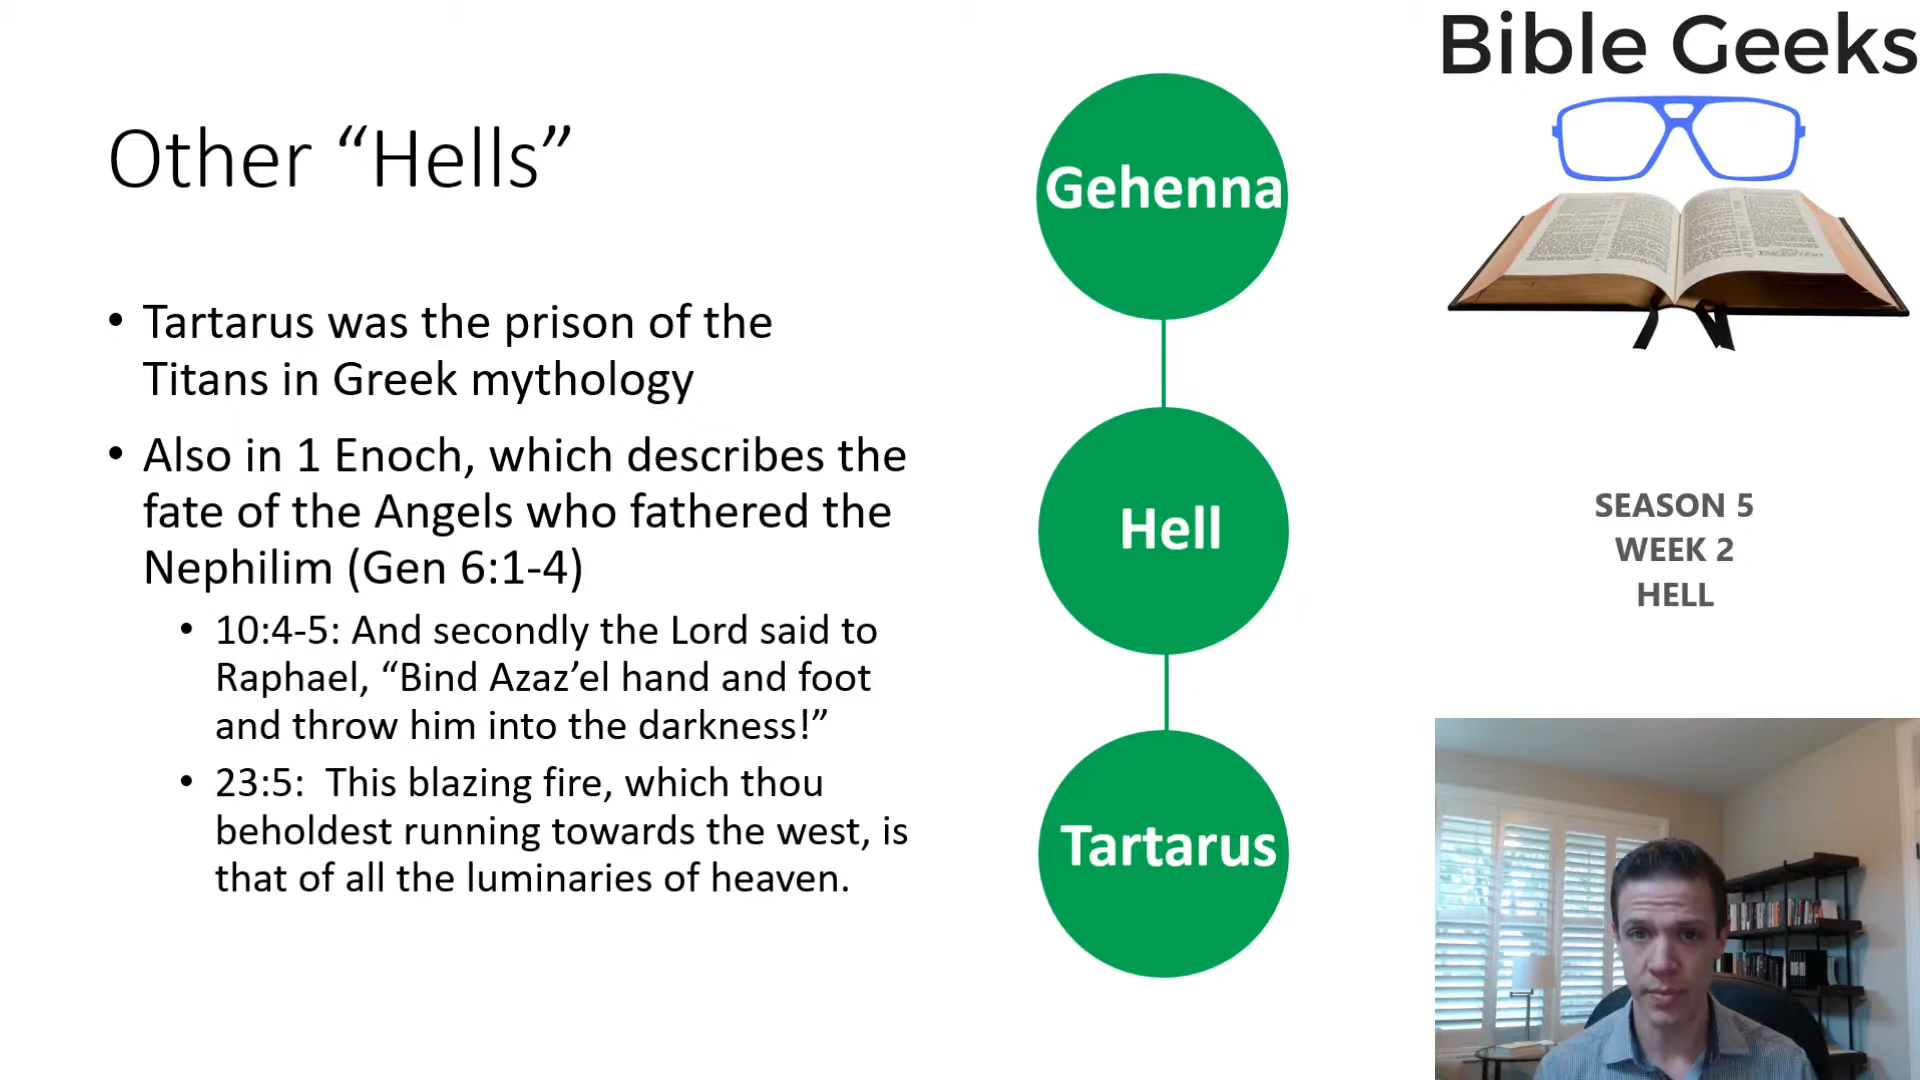 Other “Hells”
• Tartarus was the prison of the
Titans in Greek mythology
• Also in 1 Enoch, which describes the
fate of the Angels who fathered the
Nephilim (Gen 6:1-4)
• 10:4-5: And secondly the Lord said to
Raphael, “Bind Azaz’el hand and foot
and throw him into the darkness!”
• 23:5:  This blazing fire, which thou
beholdest running towards the west, is
that of all the luminaries of heaven.
Gehenna
Hell
Tartarus
Bible Geeks
SEASON 5
WEEK 2
HELL